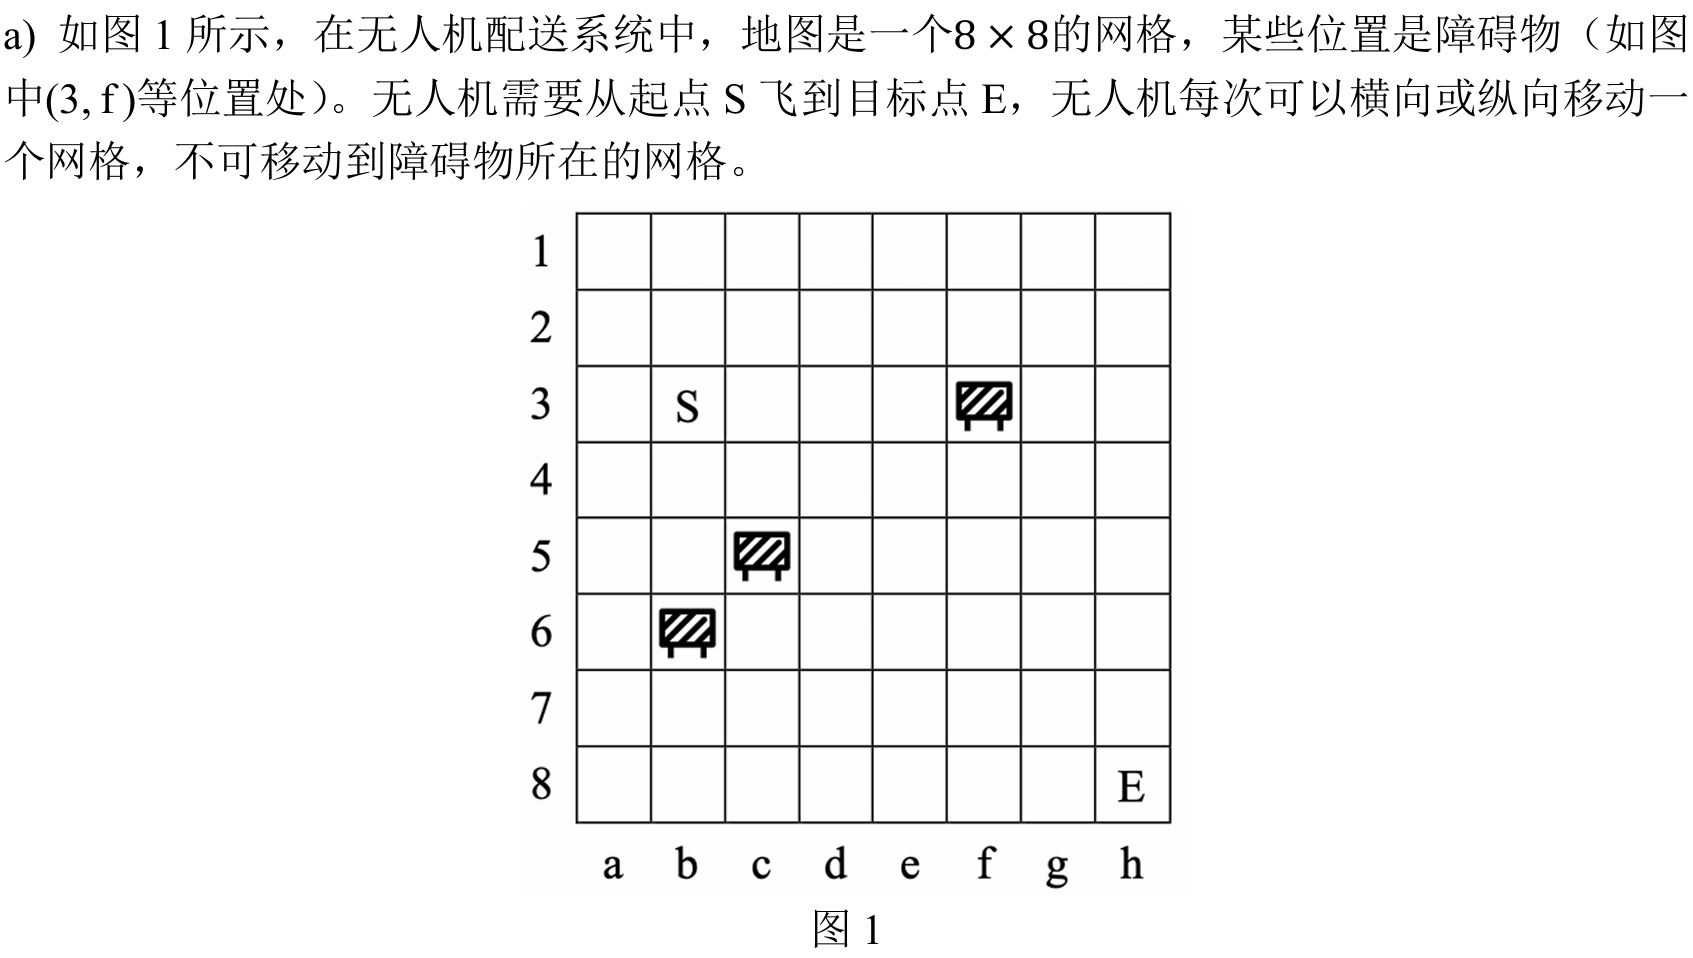 a) 如图 1 所示，在无人机配送系统中，地图是一个8 × 8的网格，某些位置是障碍物（如图
中(3, f )等位置处）。无人机需要从起点 S 飞到目标点 E，无人机每次可以横向或纵向移动一
个网格，不可移动到障碍物所在的网格。
1
2
3 S
4
5
6
7
8 E
a b c d e f g h
图 1